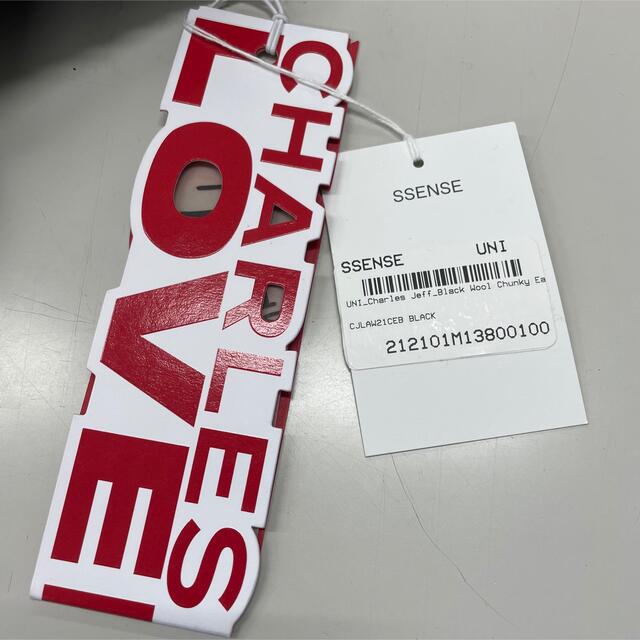 CHARLES
LOVE
SSENSE
SSENSE UNI
UNI_Charles Jeff_Black Wool Chunky Ea
CJLAW21CEB BLACK
212101M13800100